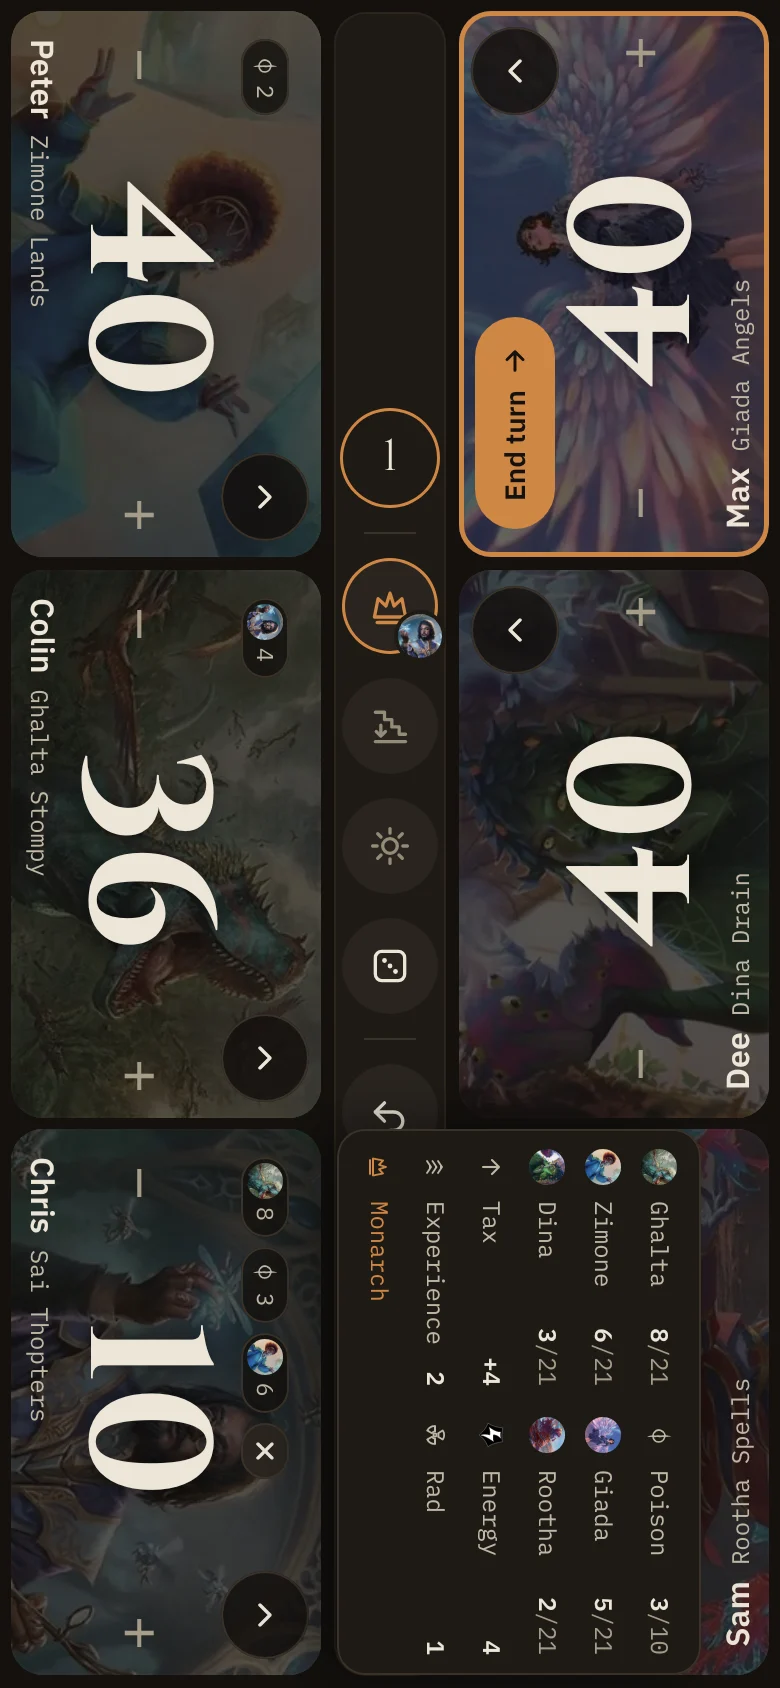 Peter Zimone Lands
ϕ 2
− 40 +
Colin Ghalta Stompy
4
− 36 +
Chris Sai Thopters
8
ϕ 3
6
×
− 10 +
1
Max Giada Angels
+ 40 −
End turn →
Dee Dina Drain
+ 40 −
Sam Rootha Spells
Ghalta 8/21
ϕ Poison 3/10
Zimone 6/21
Giada 5/21
Dina 3/21
Rootha 2/21
Tax +4
Energy 4
Experience 2
Rad 1
Monarch